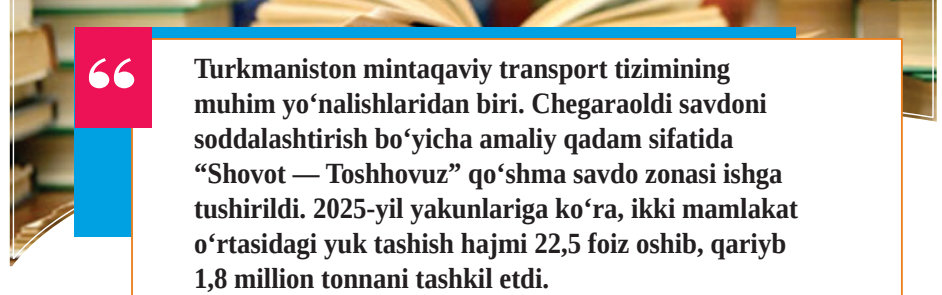 “
Turkmaniston mintaqaviy transport tizimining
muhim yo‘nalishlaridan biri. Chegaraoldi savdoni
soddalashtirish bo‘yicha amaliy qadam sifatida
“Shovot — Toshhovuz” qo‘shma savdo zonasi ishga
tushirildi. 2025-yil yakunlariga ko‘ra, ikki mamlakat
o‘rtasidagi yuk tashish hajmi 22,5 foiz oshib, qariyb
1,8 million tonnani tashkil etdi.